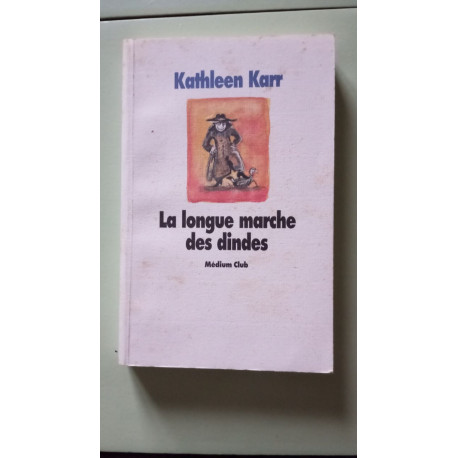 Kathleen Karr
La longue marche
des dindes
Médium Club